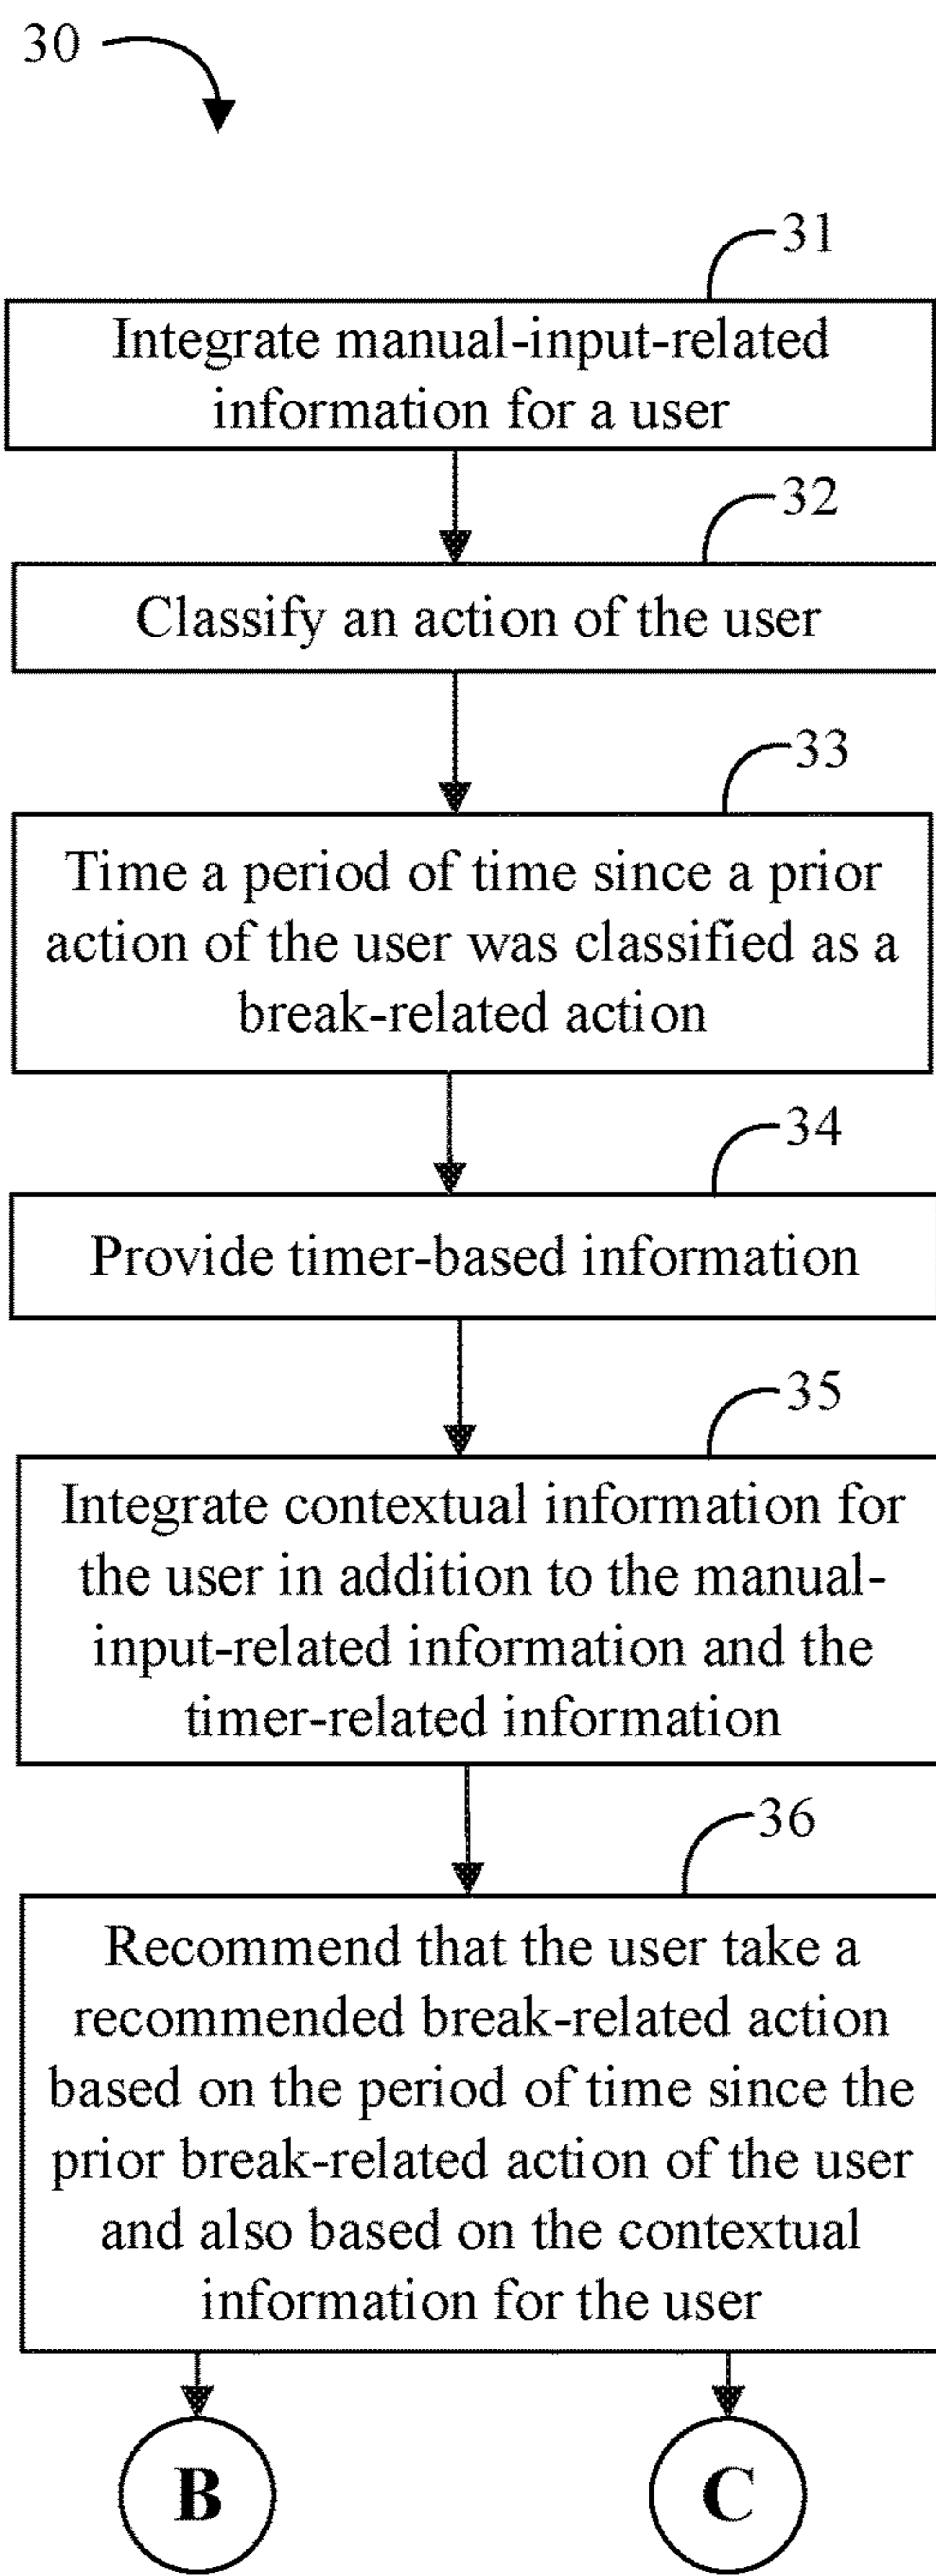 30
31
Integrate manual-input-related
information for a user
32
Classify an action of the user
33
Time a period of time since a prior
action of the user was classified as a
break-related action
34
Provide timer-based information
35
Integrate contextual information for
the user in addition to the manual-
input-related information and the
timer-related information
36
Recommend that the user take a
recommended break-related action
based on the period of time since the
prior break-related action of the user
and also based on the contextual
information for the user
B
C